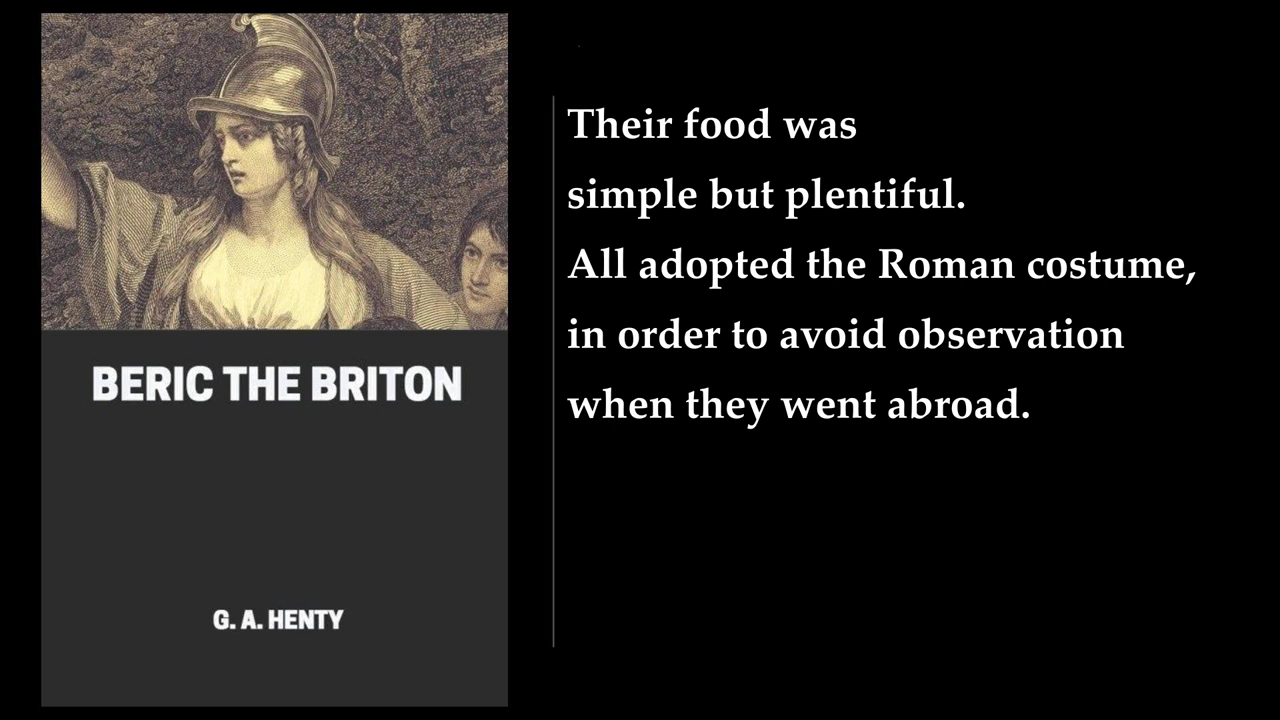 BERIC THE BRITON
G. A. HENTY
Their food was
simple but plentiful.
All adopted the Roman costume,
in order to avoid observation
when they went abroad.